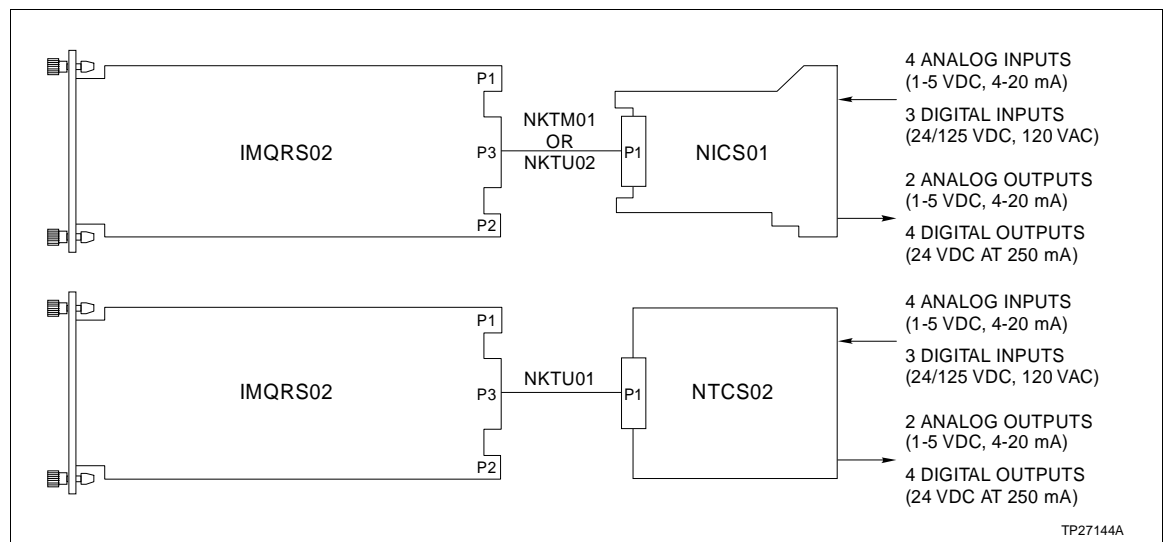 P1
IMQRS02
P3
P2
NKTM01
OR
NKTU02
P1
NICS01
4 ANALOG INPUTS
(1-5 VDC, 4-20 mA)
3 DIGITAL INPUTS
(24/125 VDC, 120 VAC)
2 ANALOG OUTPUTS
(1-5 VDC, 4-20 mA)
4 DIGITAL OUTPUTS
(24 VDC AT 250 mA)
P1
IMQRS02
P3
P2
NKTU01
P1
NTCS02
4 ANALOG INPUTS
(1-5 VDC, 4-20 mA)
3 DIGITAL INPUTS
(24/125 VDC, 120 VAC)
2 ANALOG OUTPUTS
(1-5 VDC, 4-20 mA)
4 DIGITAL OUTPUTS
(24 VDC AT 250 mA)
TP27144A